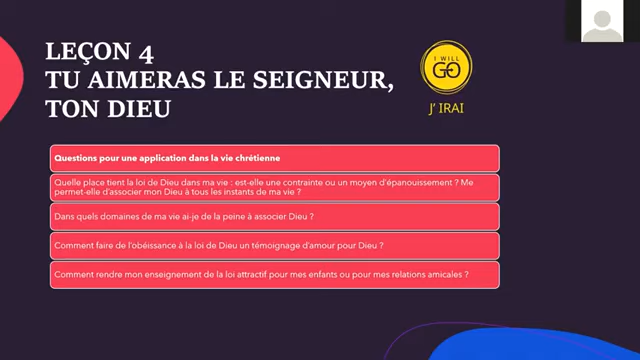 LEÇON 4
TU AIMERAS LE SEIGNEUR,
TON DIEU
I WILL
GO
J' IRAI
Questions pour une application dans la vie chrétienne
Quelle place tient la loi de Dieu dans ma vie : est-elle une contrainte ou un moyen d'épanouissement ? Me
permet-elle d'associer mon Dieu à tous les instants de ma vie ?
Dans quels domaines de ma vie ai-je de la peine à associer Dieu ?
Comment faire de l'obéissance à la loi de Dieu un témoignage d'amour pour Dieu ?
Comment rendre mon enseignement de la loi attractif pour mes enfants ou pour mes relations amicales ?